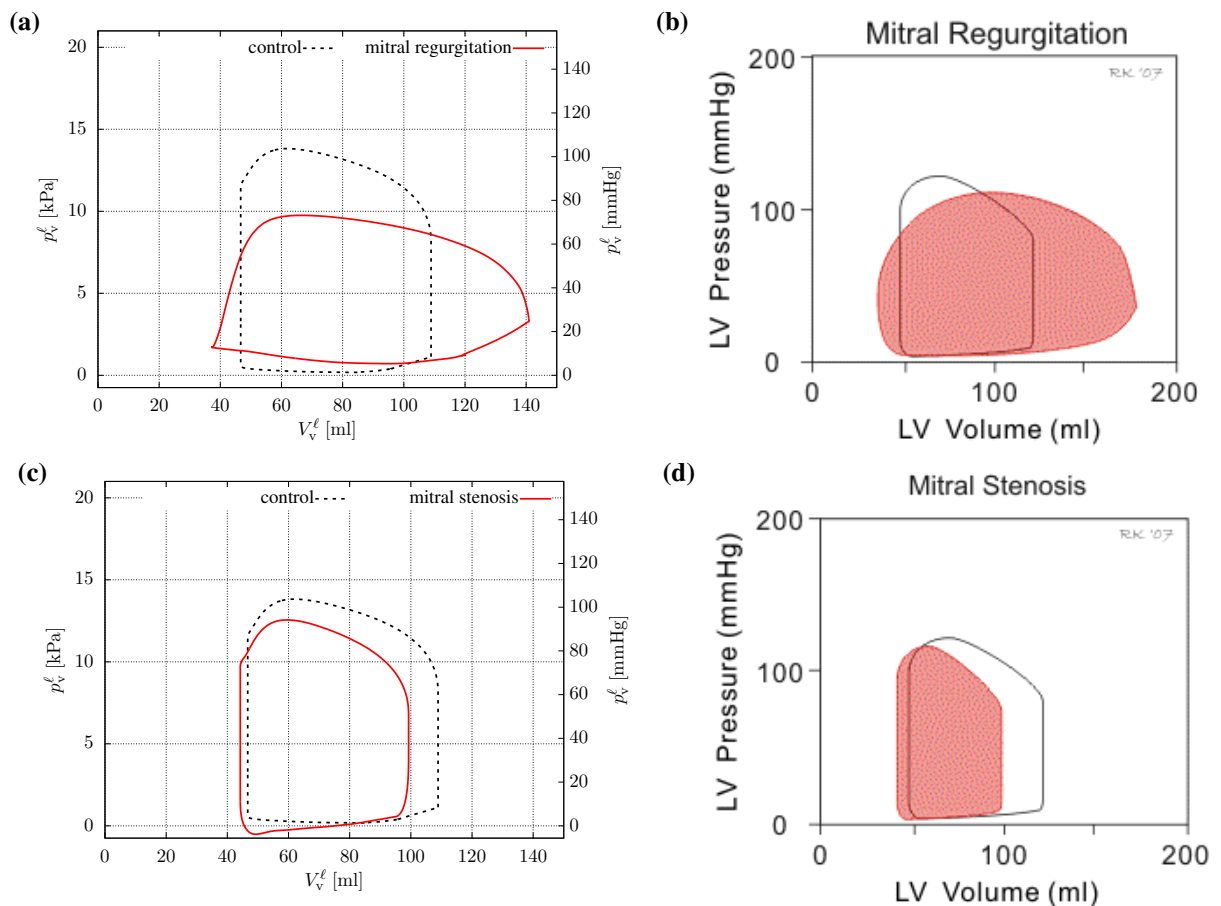 (a)
control
mitral regurgitation
20
15
10
5
0
p_v^ℓ [kPa]
140
120
100
80
60
40
20
0
p_v^ℓ [mmHg]
0 20 40 60 80 100 120 140
V_v^ℓ [ml]
(b)
Mitral Regurgitation
RK '07
200
100
0
LV Pressure (mmHg)
0 100 200
LV Volume (ml)
(c)
control
mitral stenosis
20
15
10
5
0
p_v^ℓ [kPa]
140
120
100
80
60
40
20
0
p_v^ℓ [mmHg]
0 20 40 60 80 100 120 140
V_v^ℓ [ml]
(d)
Mitral Stenosis
RK '07
200
100
0
LV Pressure (mmHg)
0 100 200
LV Volume (ml)